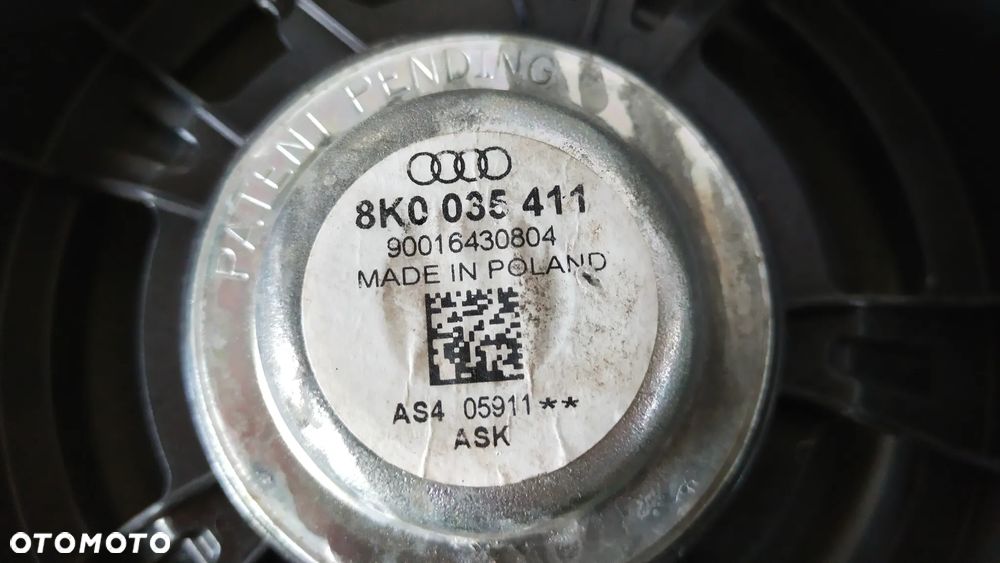 PATENT PENDING
8K0 035 411
90016430804
MADE IN POLAND
AS4 05911**
ASK
OTOMOTO